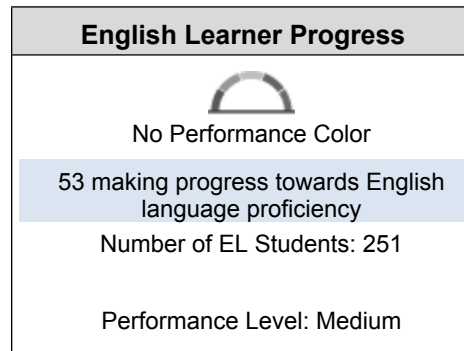 English Learner Progress
No Performance Color
53 making progress towards English
language proficiency
Number of EL Students: 251
Performance Level: Medium